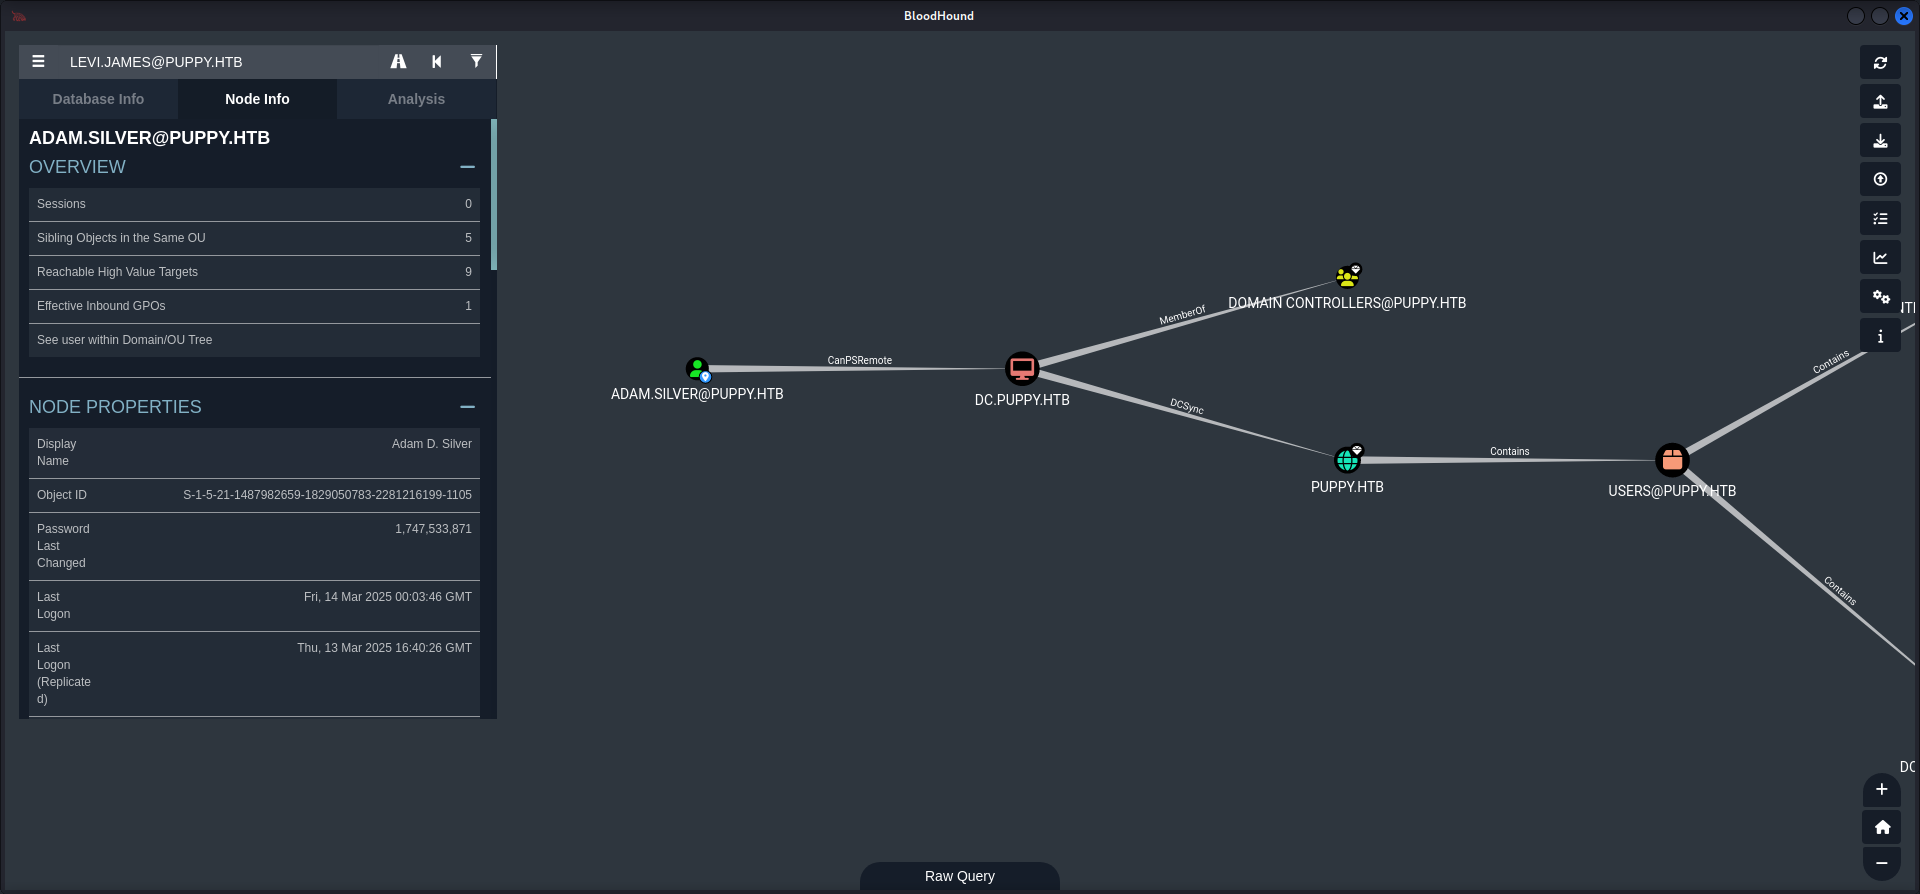 BloodHound
LEVI.JAMES@PUPPY.HTB
Database Info
Node Info
Analysis
ADAM.SILVER@PUPPY.HTB
OVERVIEW
Sessions 0
Sibling Objects in the Same OU 5
Reachable High Value Targets 9
Effective Inbound GPOs 1
See user within Domain/OU Tree
NODE PROPERTIES
Display Adam D. Silver
Name
Object ID S-1-5-21-1487982659-1829050783-2281216199-1105
Password 1,747,533,871
Last
Changed
Last Fri, 14 Mar 2025 00:03:46 GMT
Logon
Last Thu, 13 Mar 2025 16:40:26 GMT
Logon
(Replicate
d)
ADAM.SILVER@PUPPY.HTB
CanPSRemote
DC.PUPPY.HTB
MemberOf
DOMAIN CONTROLLERS@PUPPY.HTB
DCSync
PUPPY.HTB
Contains
USERS@PUPPY.HTB
Contains
Contains
DC
Raw Query